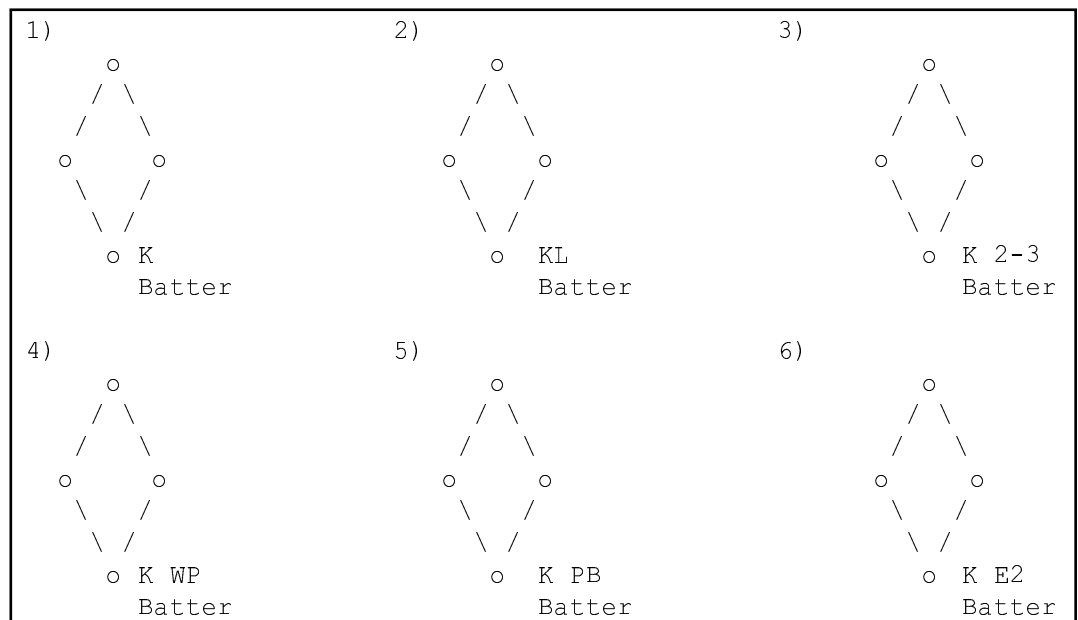 1) 2) 3)
K KL K 2-3
Batter Batter Batter
4) 5) 6)
K WP K PB K E2
Batter Batter Batter